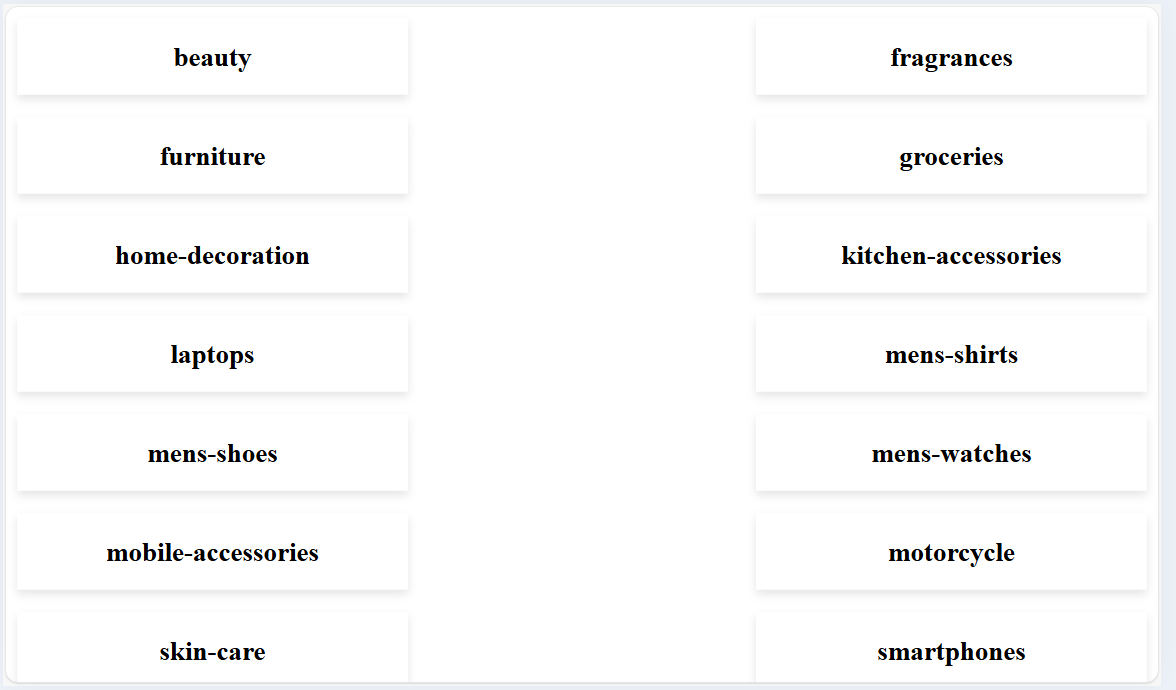 beauty
fragrances
furniture
groceries
home-decoration
kitchen-accessories
laptops
mens-shirts
mens-shoes
mens-watches
mobile-accessories
motorcycle
skin-care
smartphones